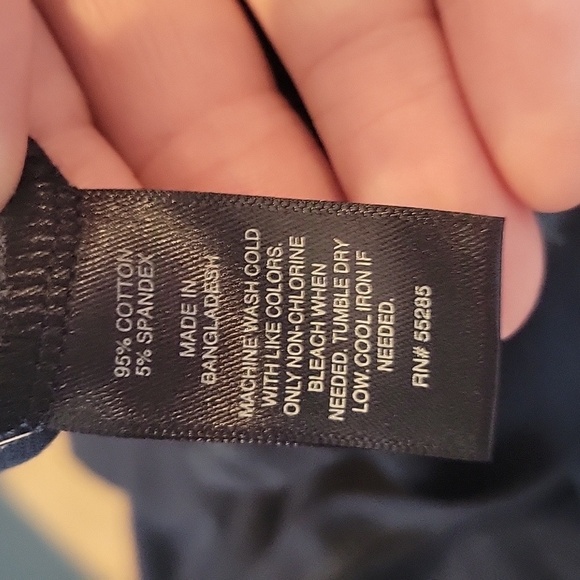 95% COTTON
5% SPANDEX
MADE IN
BANGLADESH
MACHINE WASH COLD
WITH LIKE COLORS.
ONLY NON-CHLORINE
BLEACH WHEN
NEEDED. TUMBLE DRY
LOW. COOL IRON IF
NEEDED.
RN# 55285